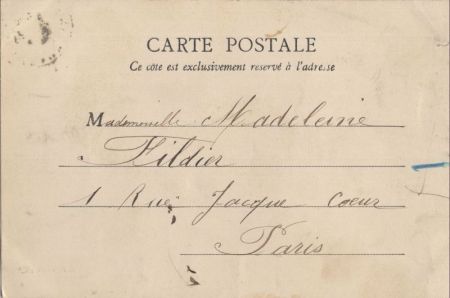 CARTE POSTALE
Ce côté est exclusivement reservé à l'adresse
Mademoiselle Madeleine
Fildier
1 Rue Jacque Coeur
Paris